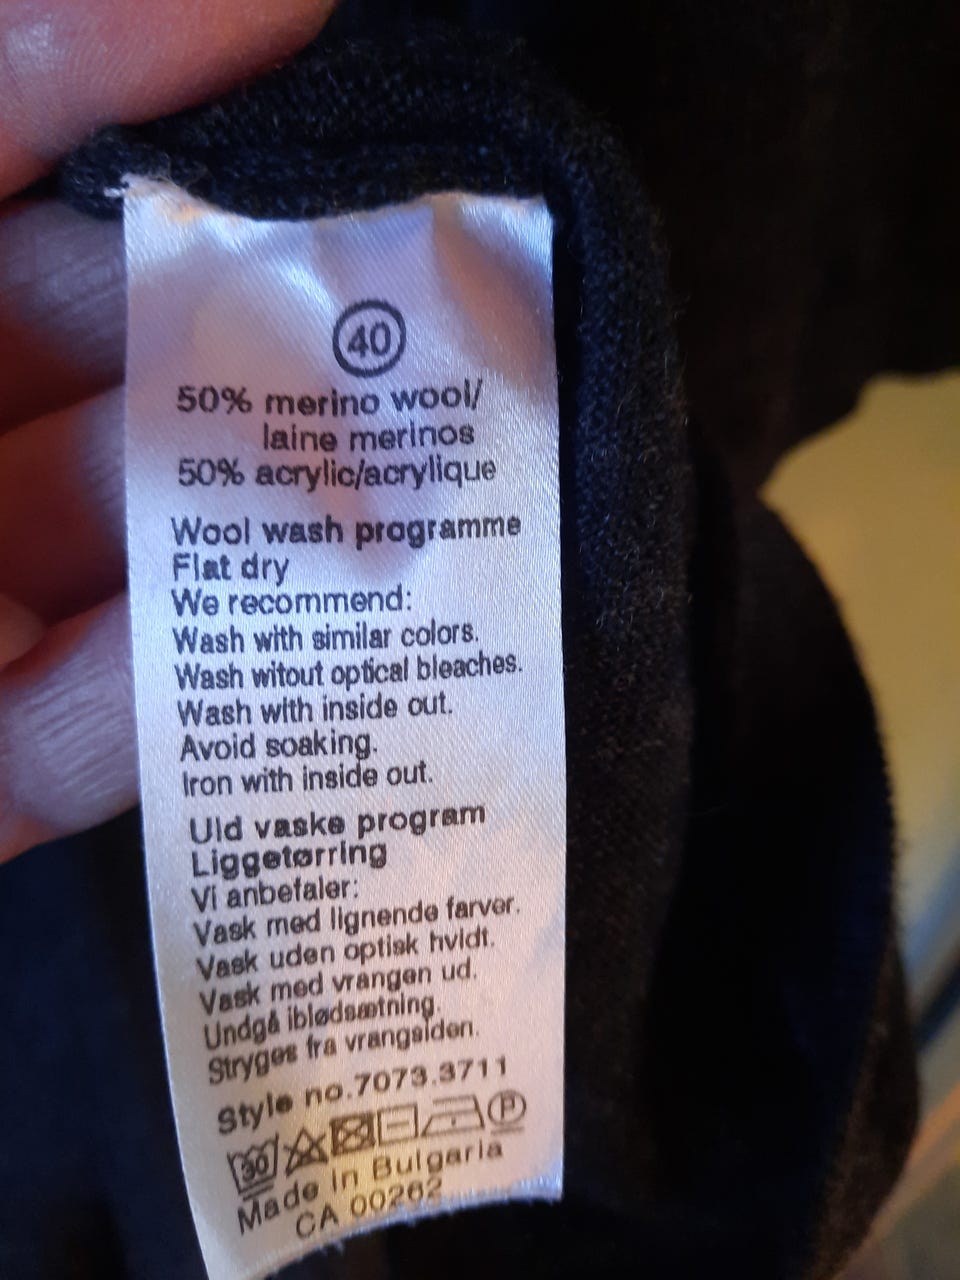 40
50% merino wool/
laine merinos
50% acrylic/acrylique
Wool wash programme
Flat dry
We recommend:
Wash with similar colors.
Wash witout optical bleaches.
Wash with inside out.
Avoid soaking.
Iron with inside out.
Uld vaske program
Liggetørring
Vi anbefaler:
Vask med lignende farver.
Vask uden optisk hvidt.
Vask med vrangen ud.
Undgå iblødsætning.
Stryges fra vrangsiden.
Style no.7073.3711
30 P
Made in Bulgaria
CA 00262